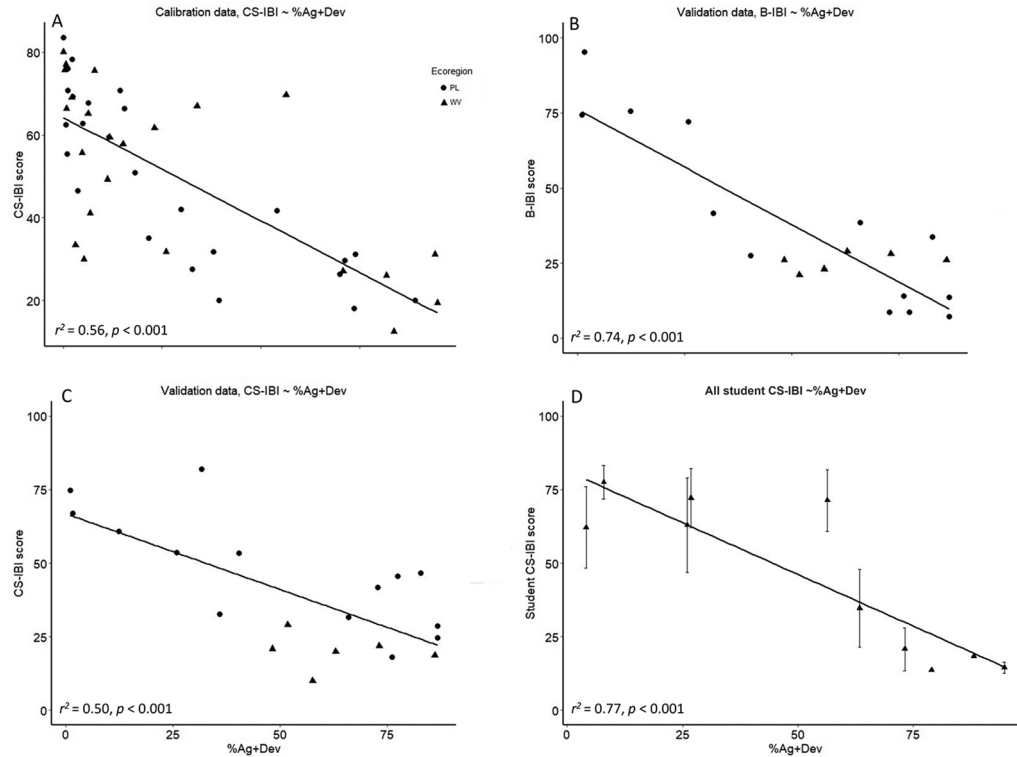 A
Calibration data, CS-IBI ~ %Ag+Dev
80
60
40
20
CS-IBI score
Ecoregion
PL
WV
r² = 0.56, p < 0.001
B
Validation data, B-IBI ~ %Ag+Dev
100
75
50
25
0
B-IBI score
r² = 0.74, p < 0.001
C
Validation data, CS-IBI ~ %Ag+Dev
100
75
50
25
0
CS-IBI score
r² = 0.50, p < 0.001
0 25 50 75
%Ag+Dev
D
All student CS-IBI ~%Ag+Dev
100
75
50
25
0
Student CS-IBI score
r² = 0.77, p < 0.001
0 25 50 75
%Ag+Dev